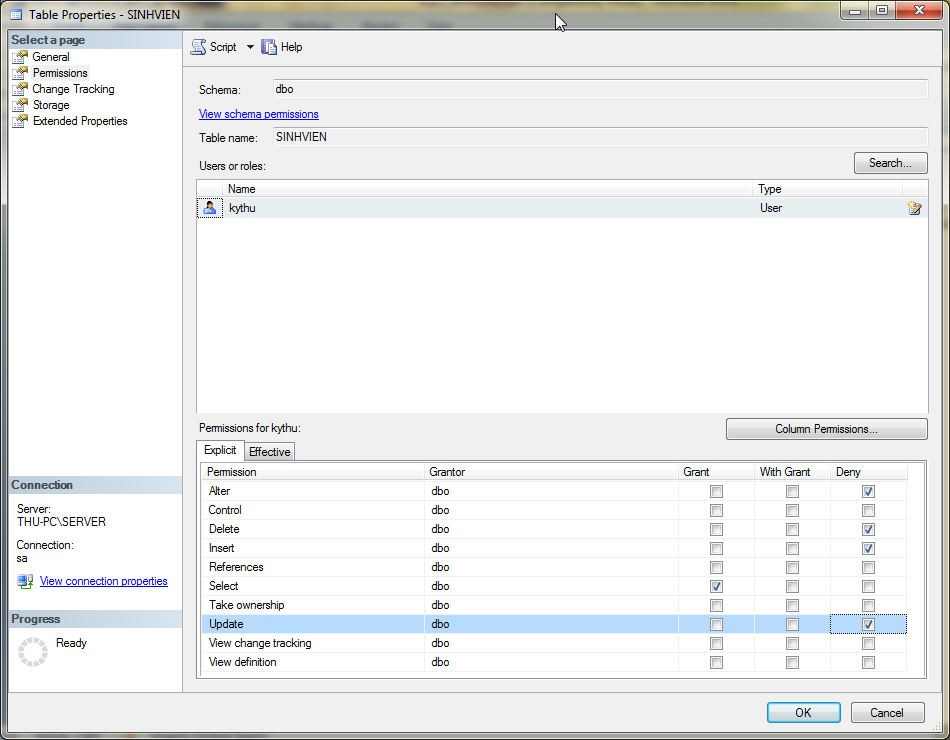 Table Properties - SINHVIEN
Select a page
General
Permissions
Change Tracking
Storage
Extended Properties
Script Help
Schema: dbo
View schema permissions
Table name: SINHVIEN
Users or roles: Search...
Name Type
kythu User
Permissions for kythu: Column Permissions...
Explicit Effective
Permission Grantor Grant With Grant Deny
Alter dbo
Control dbo
Delete dbo
Insert dbo
References dbo
Select dbo
Take ownership dbo
Update dbo
View change tracking dbo
View definition dbo
Connection
Server:
THU-PC\SERVER
Connection:
sa
View connection properties
Progress
Ready
OK Cancel